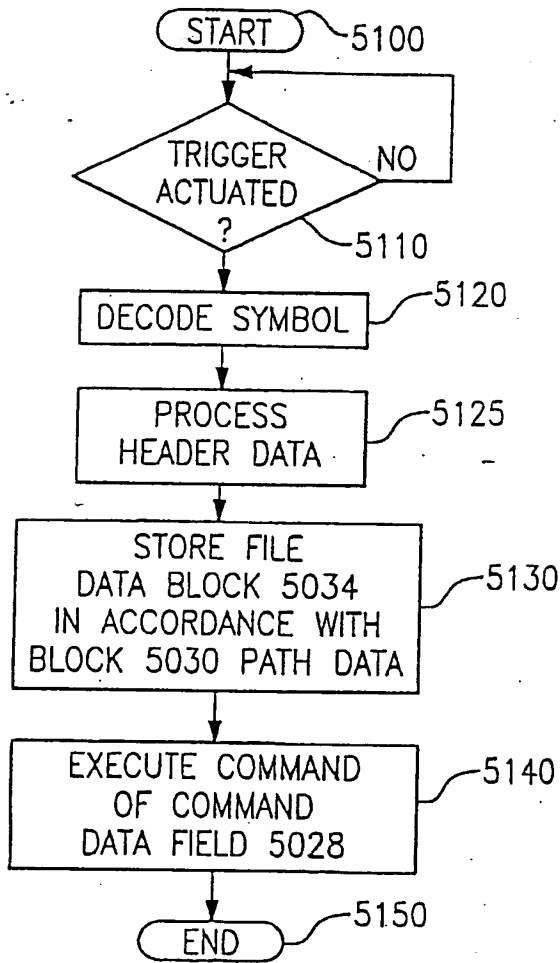 START 5100
TRIGGER
ACTUATED
?
NO
5110
DECODE SYMBOL 5120
PROCESS
HEADER DATA
5125
STORE FILE
DATA BLOCK 5034
IN ACCORDANCE WITH
BLOCK 5030 PATH DATA
5130
EXECUTE COMMAND
OF COMMAND
DATA FIELD 5028
5140
END 5150